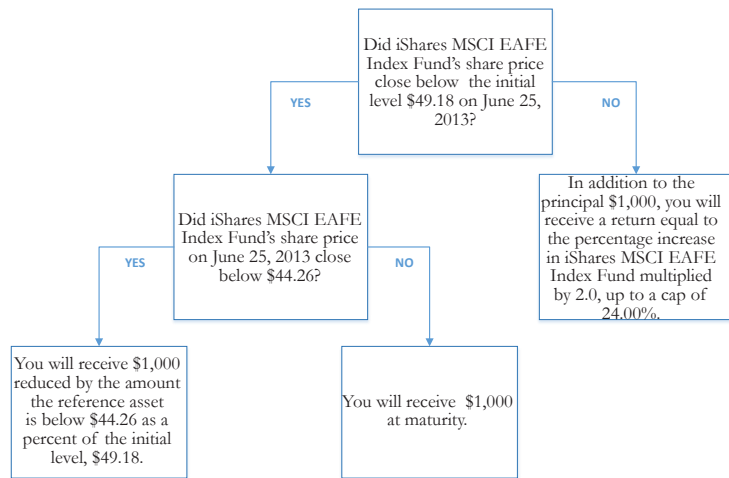 Did iShares MSCI EAFE
Index Fund's share price
close below the initial
level $49.18 on June 25,
2013?
YES
NO
Did iShares MSCI EAFE
Index Fund's share price
on June 25, 2013 close
below $44.26?
In addition to the
principal $1,000, you will
receive a return equal to
the percentage increase
in iShares MSCI EAFE
Index Fund multiplied
by 2.0, up to a cap of
24.00%.
YES
NO
You will receive $1,000
reduced by the amount
the reference asset
is below $44.26 as a
percent of the initial
level, $49.18.
You will receive $1,000
at maturity.